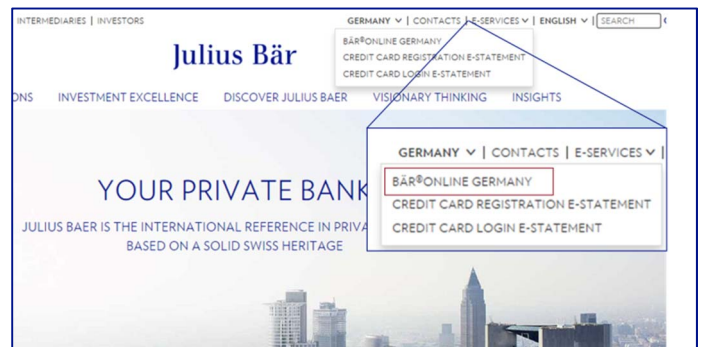 INTERMEDIARIES | INVESTORS
GERMANY | CONTACTS | E-SERVICES | ENGLISH | SEARCH
Julius Bär
BÄR®ONLINE GERMANY
CREDIT CARD REGISTRATION E-STATEMENT
CREDIT CARD LOGIN E-STATEMENT
ONS INVESTMENT EXCELLENCE DISCOVER JULIUS BAER VISIONARY THINKING INSIGHTS
GERMANY | CONTACTS | E-SERVICES |
BÄR®ONLINE GERMANY
CREDIT CARD REGISTRATION E-STATEMENT
CREDIT CARD LOGIN E-STATEMENT
YOUR PRIVATE BANK
JULIUS BAER IS THE INTERNATIONAL REFERENCE IN PRIVA
BASED ON A SOLID SWISS HERITAGE